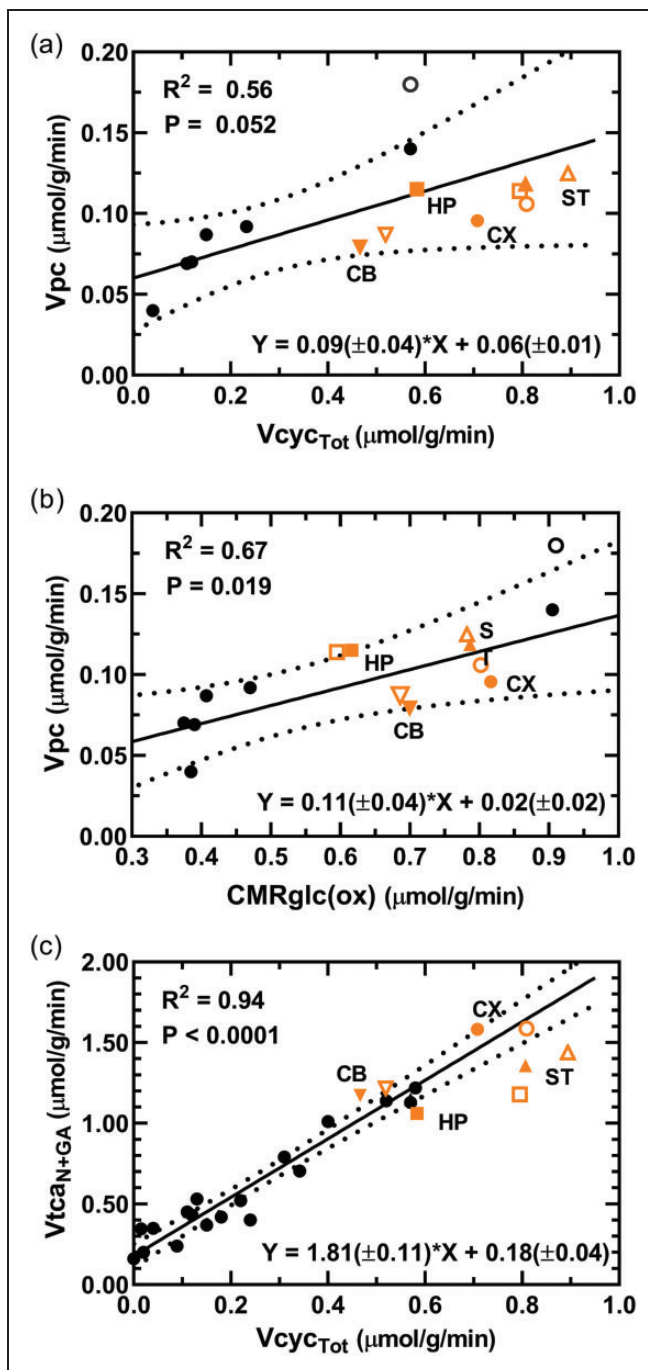 (a)
0.20
R² = 0.56
P = 0.052
0.15
0.10
0.05
0.00
HP
ST
CX
CB
Y = 0.09(±0.04)*X + 0.06(±0.01)
0.0 0.2 0.4 0.6 0.8 1.0
Vpc (µmol/g/min)
VcycTot (µmol/g/min)
(b)
0.20
R² = 0.67
P = 0.019
0.15
0.10
0.05
0.00
S
T
HP
CX
CB
Y = 0.11(±0.04)*X + 0.02(±0.02)
0.3 0.4 0.5 0.6 0.7 0.8 0.9 1.0
Vpc (µmol/g/min)
CMRglc(ox) (µmol/g/min)
(c)
2.00
R² = 0.94
P < 0.0001
1.50
1.00
0.50
0.00
CX
CB
ST
HP
Y = 1.81(±0.11)*X + 0.18(±0.04)
0.0 0.2 0.4 0.6 0.8 1.0
VtcaN+GA (µmol/g/min)
VcycTot (µmol/g/min)